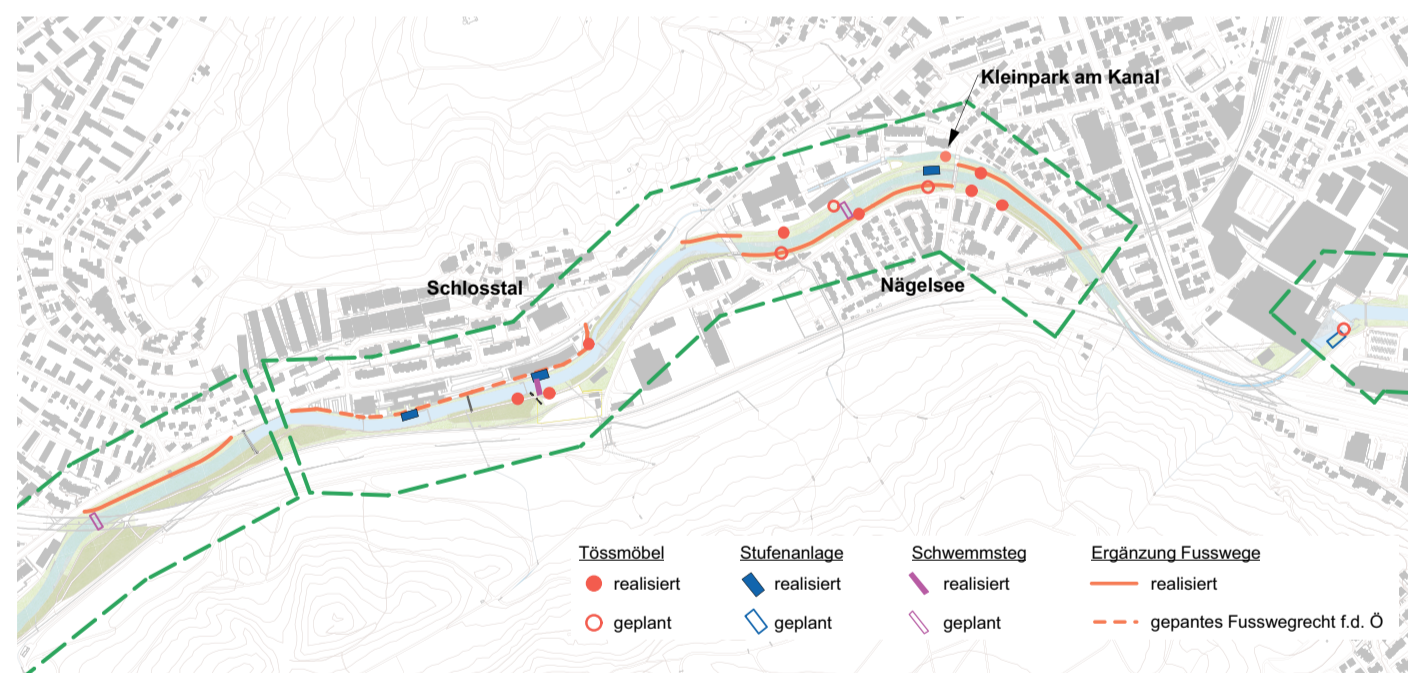 Kleinpark am Kanal
Schlosstal
Nägelsee
Tössmöbel
realisiert
geplant
Stufenanlage
realisiert
geplant
Schwemmsteg
realisiert
geplant
Ergänzung Fusswege
realisiert
gepantes Fusswegrecht f.d. Ö